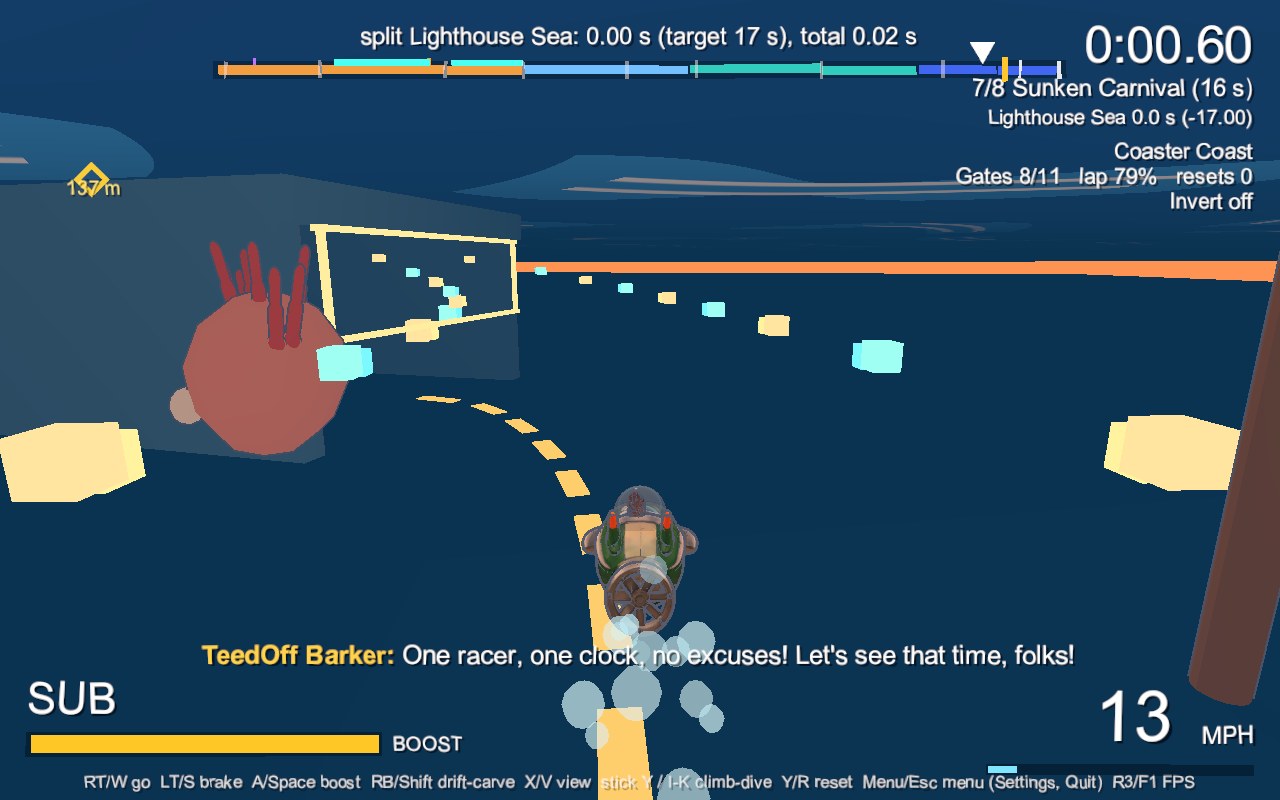 split Lighthouse Sea: 0.00 s (target 17 s), total 0.02 s
0:00.60
7/8 Sunken Carnival (16 s)
Lighthouse Sea 0.0 s (-17.00)
Coaster Coast
Gates 8/11 lap 79% resets 0
Invert off
137 m
TeedOff Barker: One racer, one clock, no excuses! Let's see that time, folks!
SUB
BOOST
13 MPH
RT/W go LT/S brake A/Space boost RB/Shift drift-carve X/V view stick Y / I-K climb-dive Y/R reset Menu/Esc menu (Settings, Quit) R3/F1 FPS